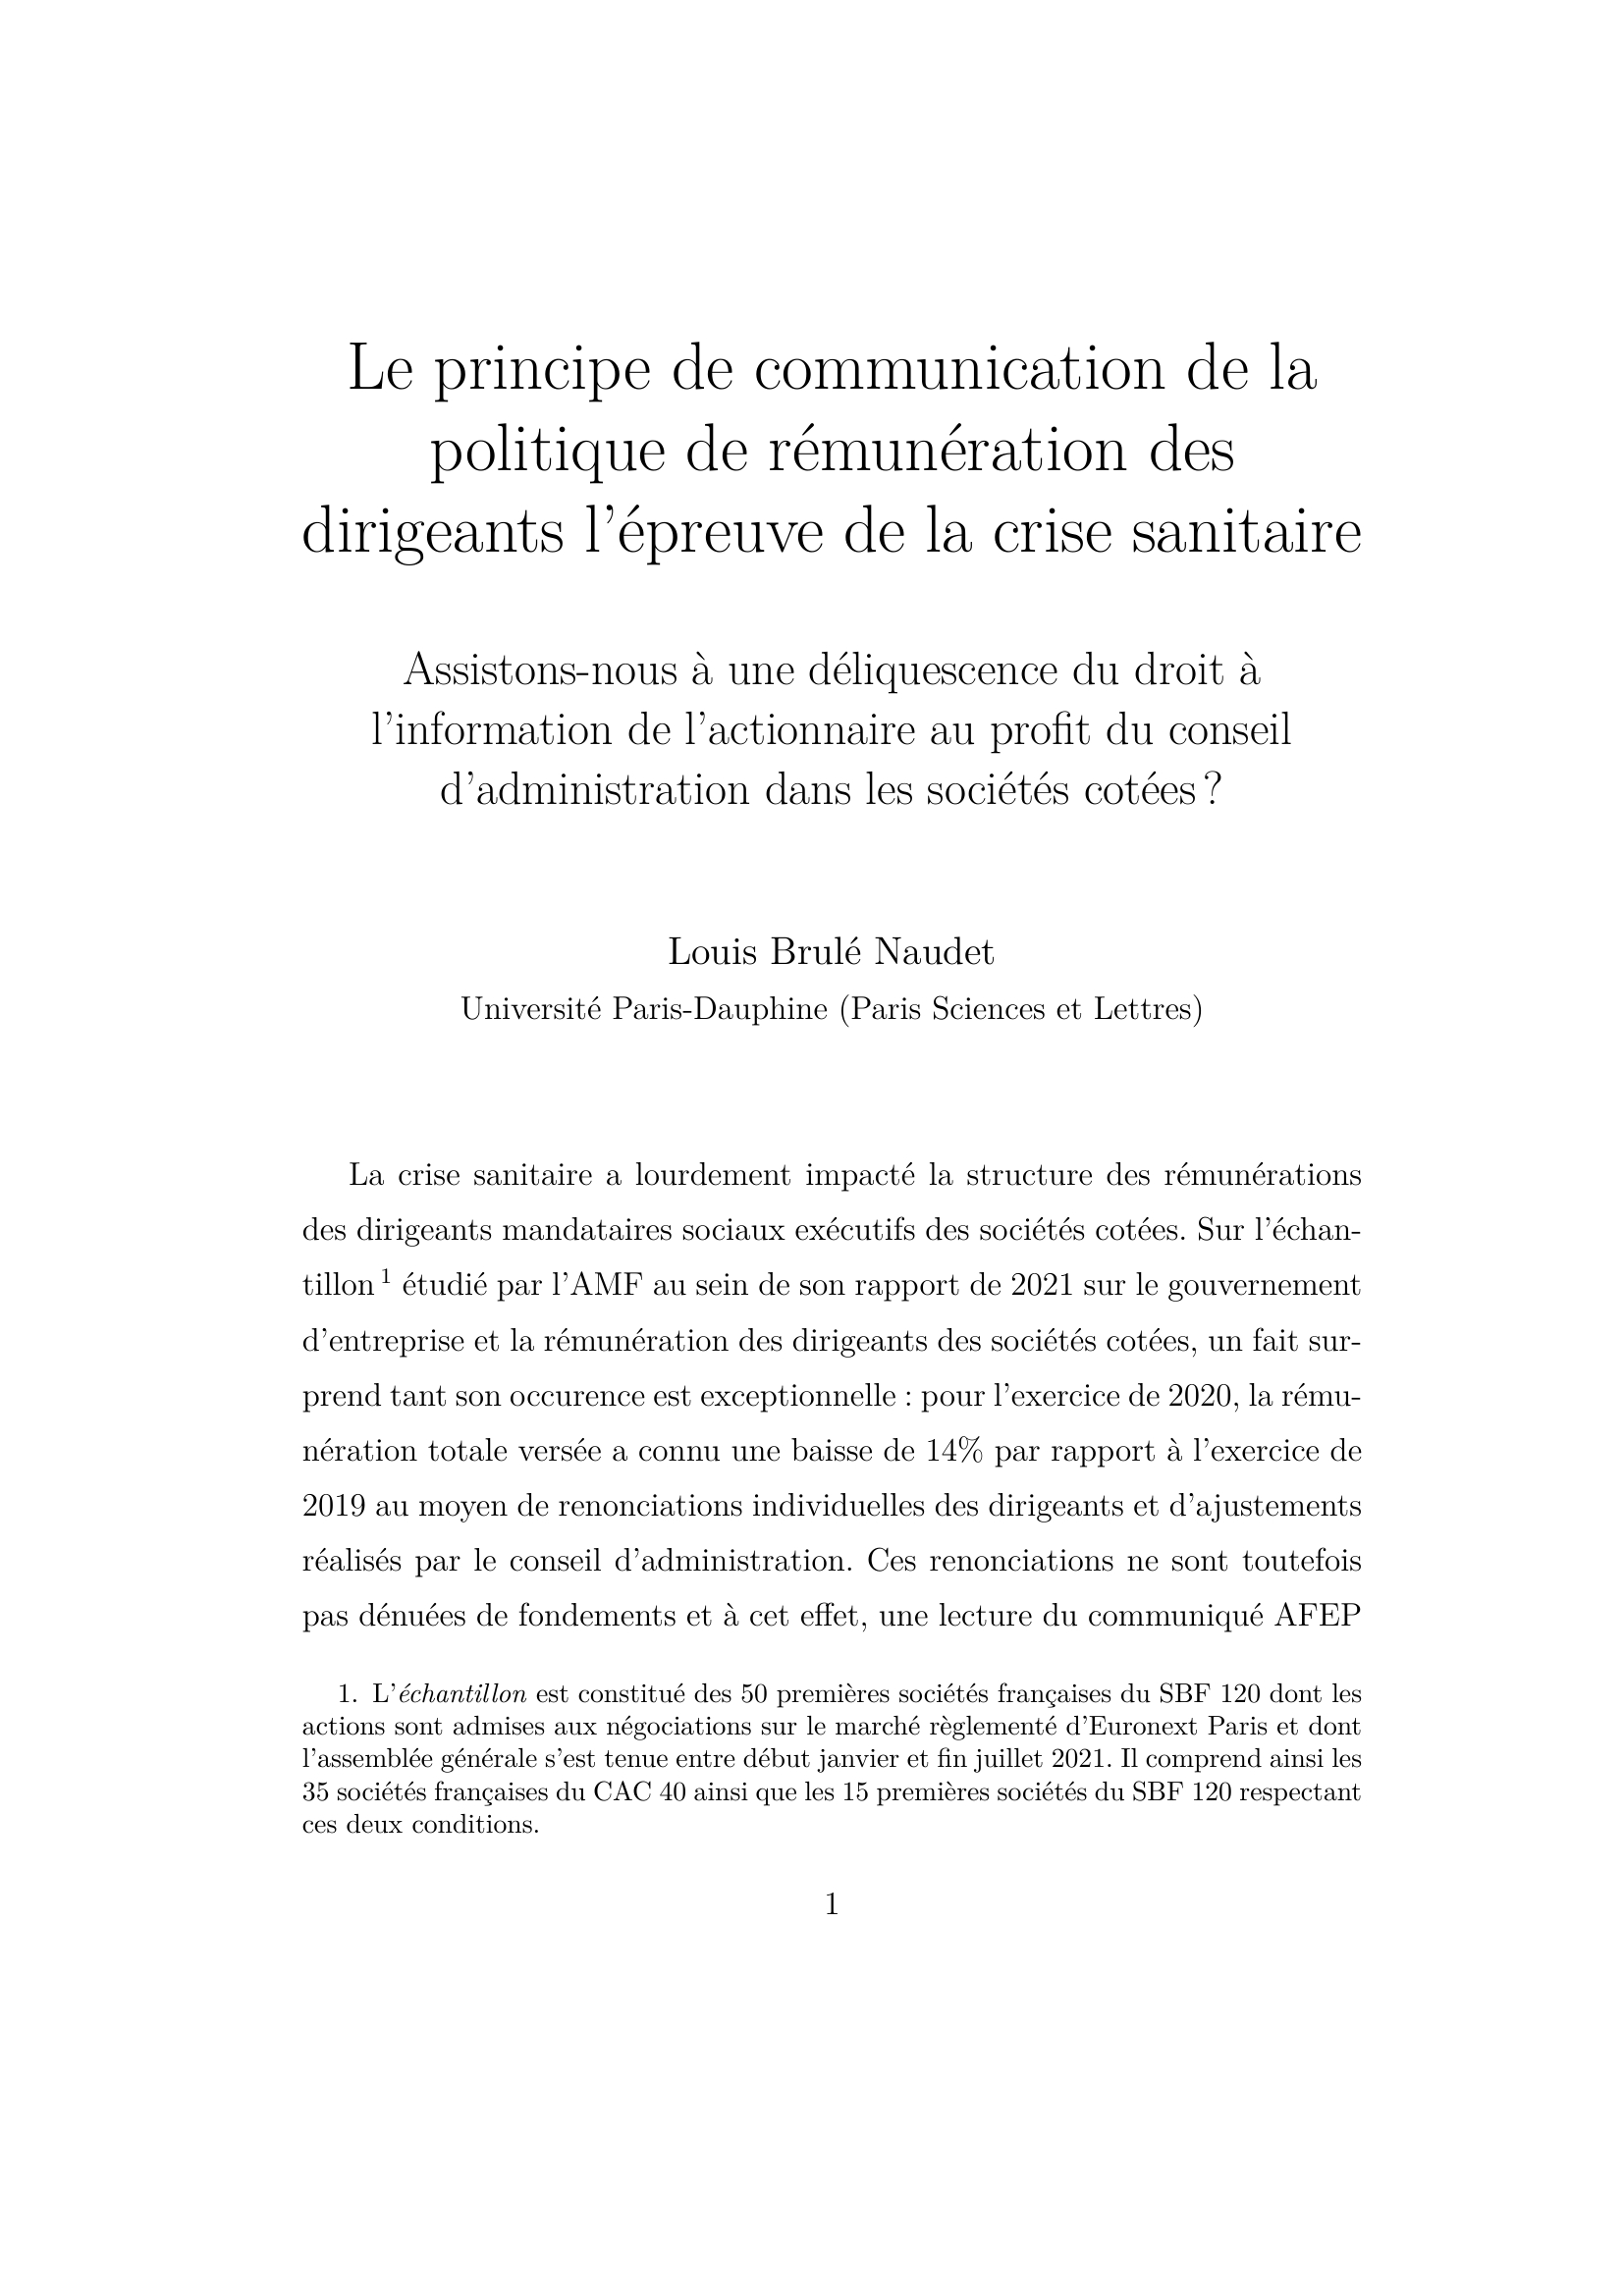 Le principe de communication de la
politique de rémunération des
dirigeants l'épreuve de la crise sanitaire
Assistons-nous à une déliquescence du droit à
l'information de l'actionnaire au profit du conseil
d'administration dans les sociétés cotées ?
Louis Brulé Naudet
Université Paris-Dauphine (Paris Sciences et Lettres)
La crise sanitaire a lourdement impacté la structure des rémunérations
des dirigeants mandataires sociaux exécutifs des sociétés cotées. Sur l'échan-
tillon 1 étudié par l'AMF au sein de son rapport de 2021 sur le gouvernement
d'entreprise et la rémunération des dirigeants des sociétés cotées, un fait sur-
prend tant son occurence est exceptionnelle : pour l'exercice de 2020, la rému-
nération totale versée a connu une baisse de 14% par rapport à l'exercice de
2019 au moyen de renonciations individuelles des dirigeants et d'ajustements
réalisés par le conseil d'administration. Ces renonciations ne sont toutefois
pas dénuées de fondements et à cet effet, une lecture du communiqué AFEP
1. L'échantillon est constitué des 50 premières sociétés françaises du SBF 120 dont les
actions sont admises aux négociations sur le marché règlementé d'Euronext Paris et dont
l'assemblée générale s'est tenue entre début janvier et fin juillet 2021. Il comprend ainsi les
35 sociétés françaises du CAC 40 ainsi que les 15 premières sociétés du SBF 120 respectant
ces deux conditions.
1